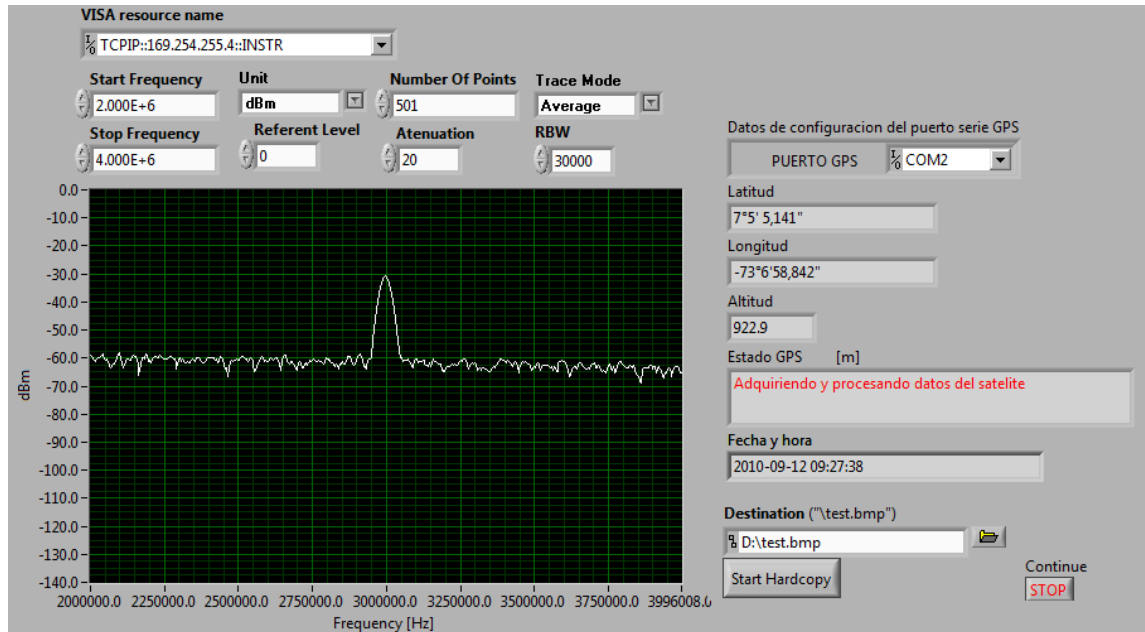 VISA resource name
TCPIP::169.254.255.4::INSTR
Start Frequency
2.000E+6
Unit
dBm
Number Of Points
501
Trace Mode
Average
Stop Frequency
4.000E+6
Referent Level
0
Atenuation
20
RBW
30000
dBm
0.0
-10.0
-20.0
-30.0
-40.0
-50.0
-60.0
-70.0
-80.0
-90.0
-100.0
-110.0
-120.0
-130.0
-140.0
2000000.0 2250000.0 2500000.0 2750000.0 3000000.0 3250000.0 3500000.0 3750000.0 3996008.0
Frequency [Hz]
Datos de configuracion del puerto serie GPS
PUERTO GPS COM2
Latitud
7°5' 5,141"
Longitud
-73°6'58,842"
Altitud
922.9
Estado GPS [m]
Adquiriendo y procesando datos del satelite
Fecha y hora
2010-09-12 09:27:38
Destination ("\test.bmp")
D:\test.bmp
Start Hardcopy
Continue
STOP